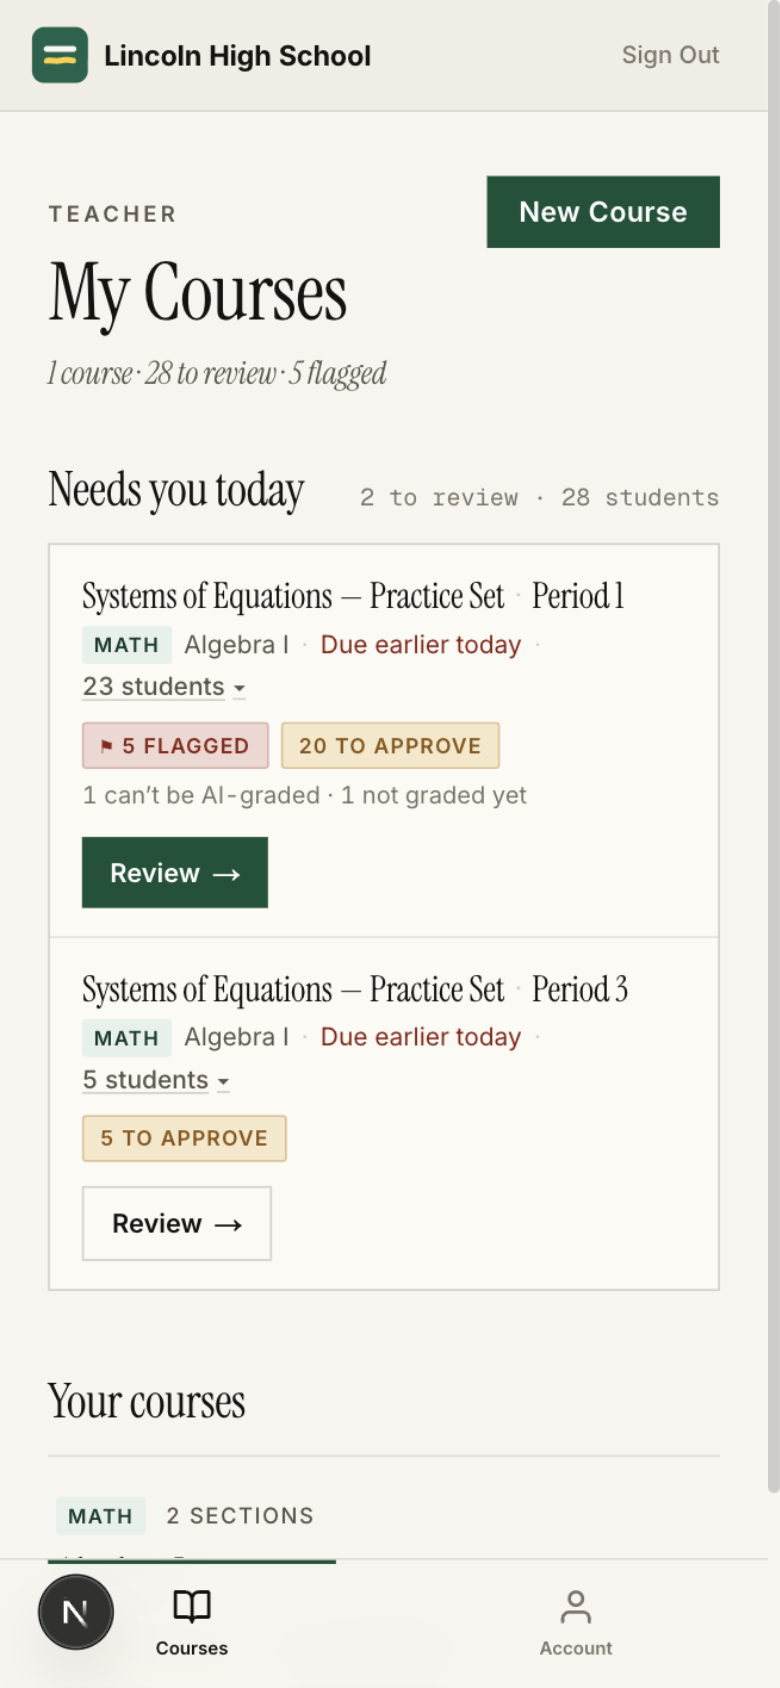 Lincoln High School
Sign Out
TEACHER
New Course
My Courses
1 course · 28 to review · 5 flagged
Needs you today
2 to review · 28 students
Systems of Equations — Practice Set · Period 1
MATH Algebra I · Due earlier today ·
23 students
5 FLAGGED
20 TO APPROVE
1 can’t be AI-graded · 1 not graded yet
Review →
Systems of Equations — Practice Set · Period 3
MATH Algebra I · Due earlier today ·
5 students
5 TO APPROVE
Review →
Your courses
MATH 2 SECTIONS
N
Courses
Account